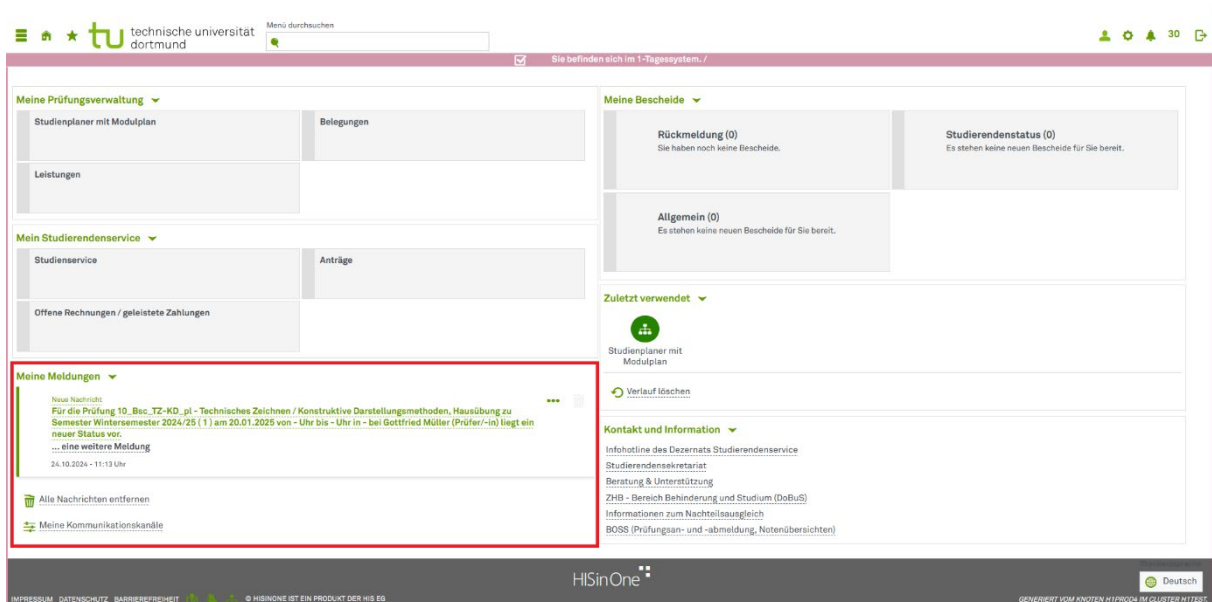 Menü durchsuchen
technische universität
dortmund
30
Sie befinden sich im 1-Tagessystem. /
Meine Prüfungsverwaltung
Studienplaner mit Modulplan
Belegungen
Leistungen
Mein Studierendenservice
Studienservice
Anträge
Offene Rechnungen / geleistete Zahlungen
Meine Meldungen
Neue Nachricht
Für die Prüfung 10_Bsc_TZ-KD_pl - Technisches Zeichnen / Konstruktive Darstellungsmethoden, Hausübung zu
Semester Wintersemester 2024/25 ( 1 ) am 20.01.2025 von - Uhr bis - Uhr in - bei Gottfried Müller (Prüfer/-in) liegt ein
neuer Status vor.
... eine weitere Meldung
24.10.2024 - 11:13 Uhr
Alle Nachrichten entfernen
Meine Kommunikationskanäle
Meine Bescheide
Rückmeldung (0)
Sie haben noch keine Bescheide.
Studierendenstatus (0)
Es stehen keine neuen Bescheide für Sie bereit.
Allgemein (0)
Es stehen keine neuen Bescheide für Sie bereit.
Zuletzt verwendet
Studienplaner mit
Modulplan
Verlauf löschen
Kontakt und Information
Infohotline des Dezernats Studierendenservice
Studierendensekretariat
Beratung & Unterstützung
ZHB - Bereich Behinderung und Studium (DoBuS)
Informationen zum Nachteilsausgleich
BOSS (Prüfungsan- und -abmeldung, Notenübersichten)
HISinOne
Deutsch
IMPRESSUM DATENSCHUTZ BARRIEREFREIHEIT © HISINONE IST EIN PRODUKT DER HIS EG
GENERIERT VOM KNOTEN H1PROD4 IM CLUSTER H1TEST.